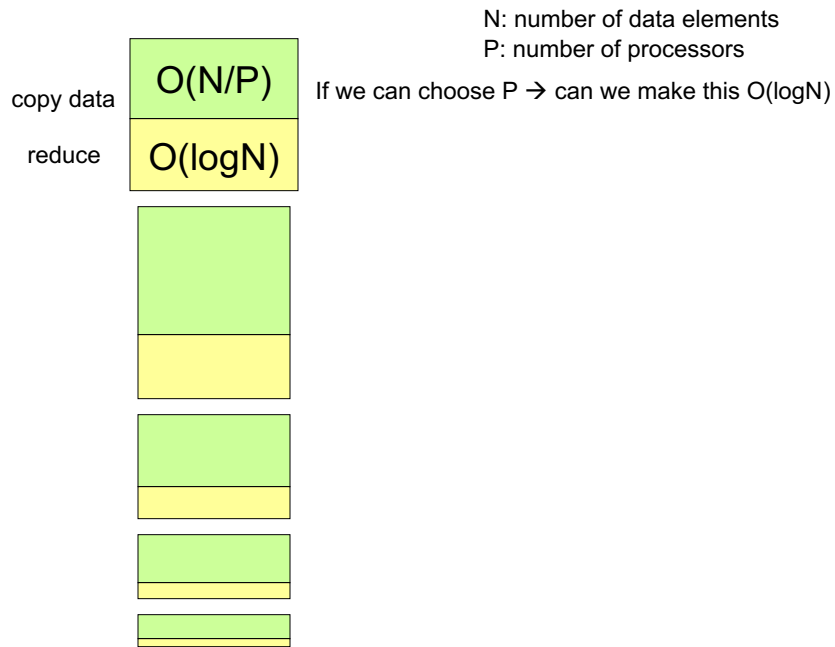 N: number of data elements
P: number of processors
O(N/P)
copy data
If we can choose P → can we make this O(logN)
reduce
O(logN)